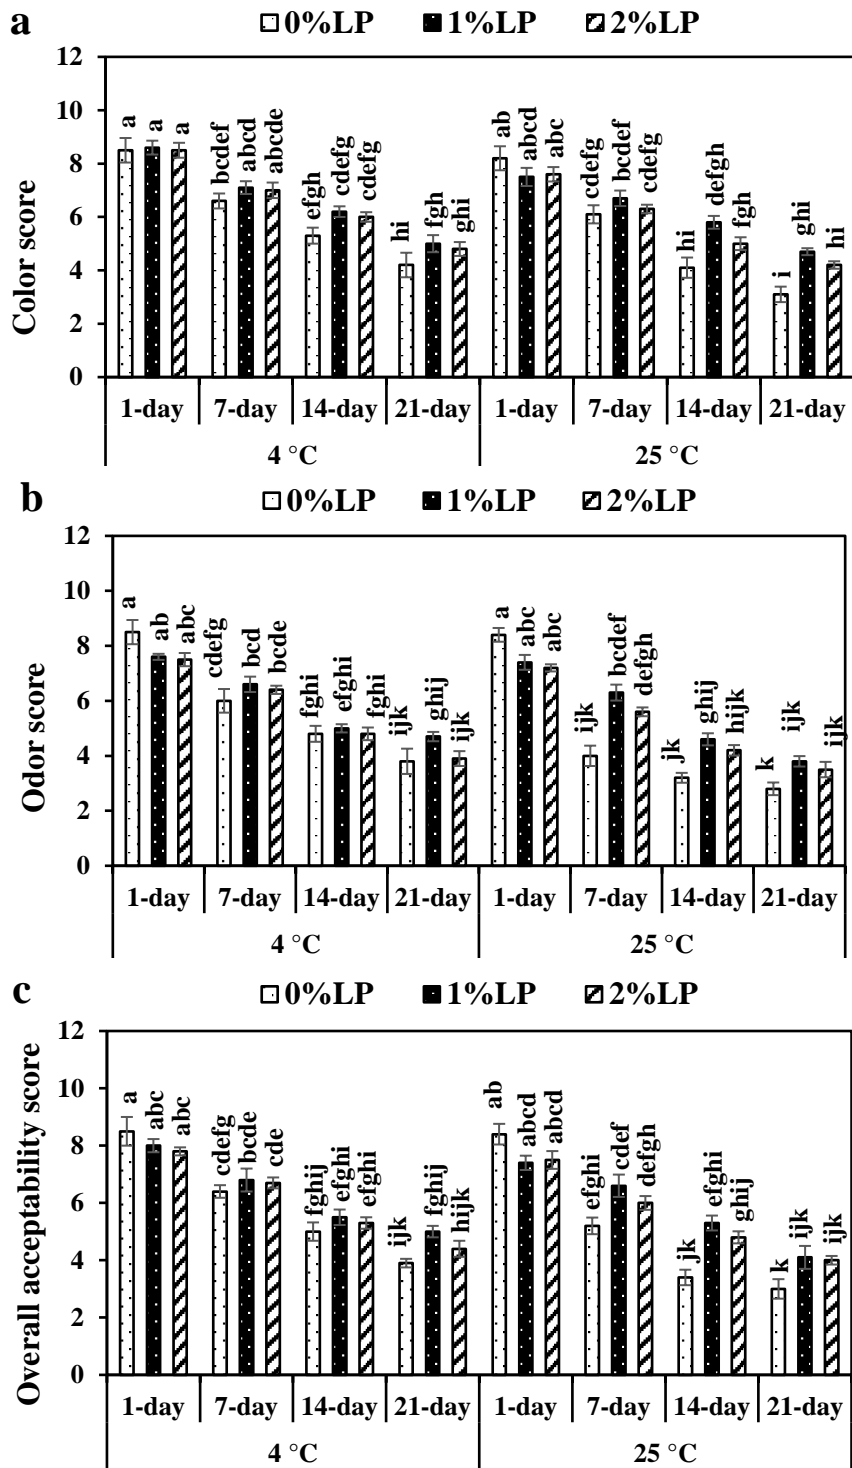 a
0%LP 1%LP 2%LP
Color score
12
10
8
6
4
2
0
a a a bcdef abcd abcde efgh cdefg cdefg hi fgh ghi ab abcd abc cdefg bcdef cdefg hi defgh fgh i ghi hi
1-day 7-day 14-day 21-day 1-day 7-day 14-day 21-day
4 °C 25 °C
b
0%LP 1%LP 2%LP
Odor score
12
10
8
6
4
2
0
a ab abc cdefg bcd bcde fghi efghi fghi ijk ghij ijk a abc abc ijk bcdef defgh jk ghij hijk k ijk ijk
1-day 7-day 14-day 21-day 1-day 7-day 14-day 21-day
4 °C 25 °C
c
0%LP 1%LP 2%LP
Overall acceptability score
12
10
8
6
4
2
0
a abc abc cdefg bcde cde fghij efghi efghi ijk fghij hijk ab abcd abcd efghi cdef defgh jk efghi ghij k ijk ijk
1-day 7-day 14-day 21-day 1-day 7-day 14-day 21-day
4 °C 25 °C